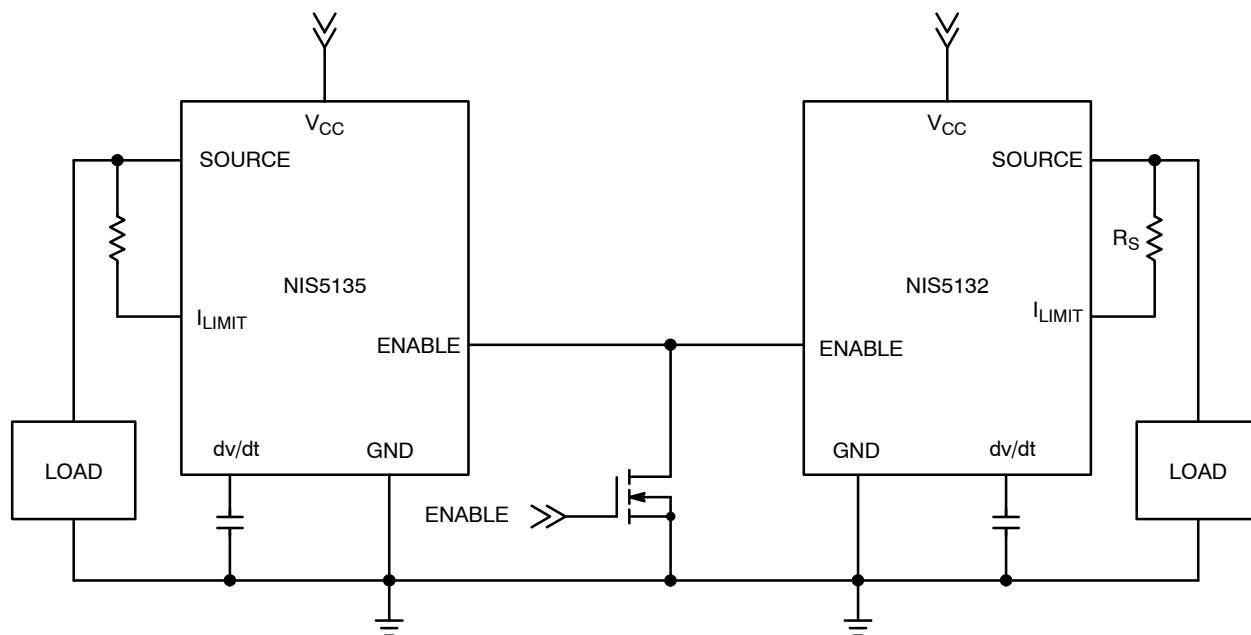 V_CC
SOURCE
NIS5135
I_LIMIT
ENABLE
dv/dt
GND
LOAD
ENABLE
V_CC
SOURCE
R_S
NIS5132
I_LIMIT
ENABLE
GND
dv/dt
LOAD